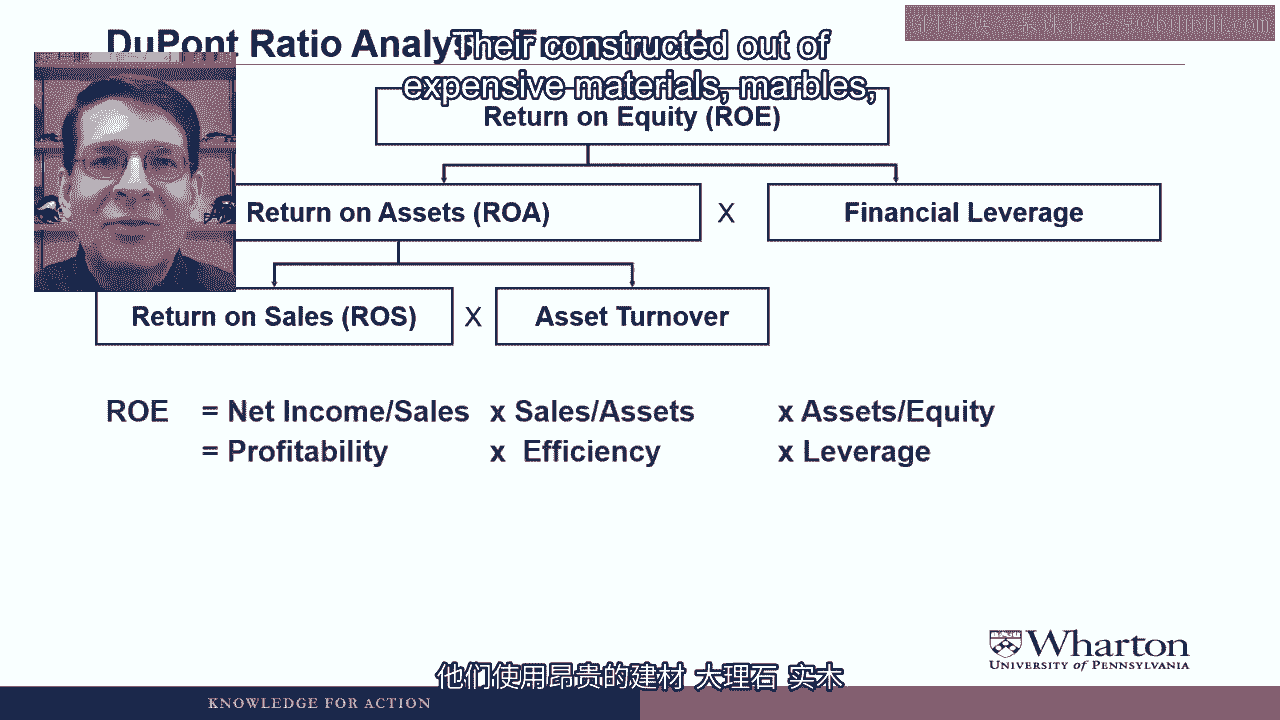 DuPont Ratio Analys
Their constructed out of
expensive materials, marbles,
Return on Equity (ROE)
Return on Assets (ROA) X Financial Leverage
Return on Sales (ROS) X Asset Turnover
ROE = Net Income/Sales x Sales/Assets x Assets/Equity
= Profitability x Efficiency x Leverage
Wharton
UNIVERSITY of PENNSYLVANIA
他们使用昂贵的建材 大理石 实木
KNOWLEDGE FOR ACTION